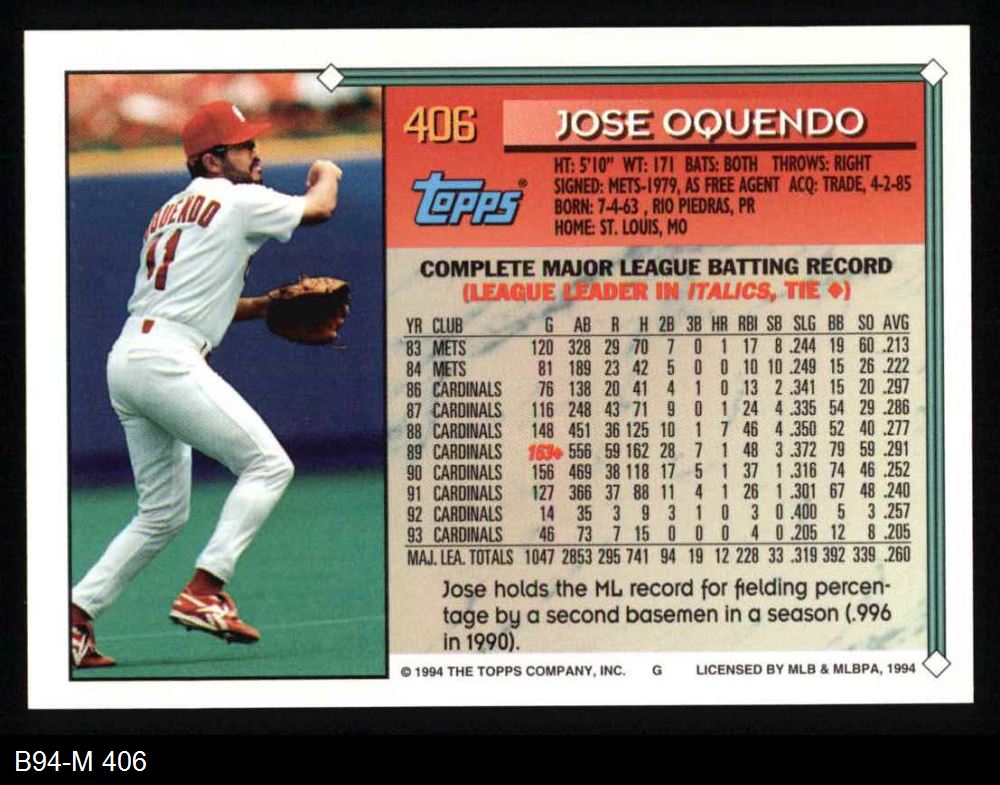 406
JOSE OQUENDO
HT: 5'10" WT: 171 BATS: BOTH THROWS: RIGHT
SIGNED: METS-1979, AS FREE AGENT ACQ: TRADE, 4-2-85
BORN: 7-4-63 , RIO PIEDRAS, PR
HOME: ST. LOUIS, MO
Topps®
OQUENDO
11
COMPLETE MAJOR LEAGUE BATTING RECORD
(LEAGUE LEADER IN ITALICS, TIE ◆)
YR CLUB G AB R H 2B 3B HR RBI SB SLG BB SO AVG
83 METS 120 328 29 70 7 0 1 17 8 .244 19 60 .213
84 METS 81 189 23 42 5 0 0 10 10 .249 15 26 .222
86 CARDINALS 76 138 20 41 4 1 0 13 2 .341 15 20 .297
87 CARDINALS 116 248 43 71 9 0 1 24 4 .335 54 29 .286
88 CARDINALS 148 451 36 125 10 1 7 46 4 .350 52 40 .277
89 CARDINALS 163◆ 556 59 162 28 7 1 48 3 .372 79 59 .291
90 CARDINALS 156 469 38 118 17 5 1 37 1 .316 74 46 .252
91 CARDINALS 127 366 37 88 11 4 1 26 1 .301 67 48 .240
92 CARDINALS 14 35 3 9 3 1 0 3 0 .400 5 3 .257
93 CARDINALS 46 73 7 15 0 0 0 4 0 .205 12 8 .205
MAJ. LEA. TOTALS 1047 2853 295 741 94 19 12 228 33 .319 392 339 .260
Jose holds the ML record for fielding percen-
tage by a second basemen in a season (.996
in 1990).
© 1994 THE TOPPS COMPANY, INC. G LICENSED BY MLB & MLBPA, 1994
B94-M 406